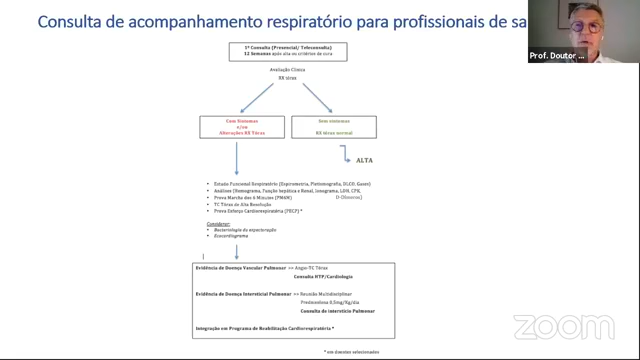 Consulta de acompanhamento respiratório para profissionais de sa
Prof. Doutor ...
1ª Consulta (Presencial/ Teleconsulta)
12 Semanas após alta ou critérios de cura
Avaliação Clínica
RX tórax
Com Sintomas
e/ou
Alterações RX Tórax
Sem sintomas
RX tórax normal
ALTA
• Estudo Funcional Respiratório (Espirometria, Pletismografia, DLCO, Gases)
• Análises (Hemograma, Função hepática e Renal, Ionograma, LDH, CPK,
D-Dímeros)
• Prova Marcha dos 6 Minutos (PM6M)
• TC Tórax de Alta Resolução
• Prova Esforço Cardiorrespiratória (PECP) *
Considerar:
• Bacteriologia da expectoração
• Ecocardiograma
Evidência de Doença Vascular Pulmonar >> Angio-TC Tórax
Consulta HTP/Cardiologia
Evidência de Doença Intersticial Pulmonar >> Reunião Multidisciplinar
Prednisolona 0,5mg/Kg/dia
Consulta de interstício Pulmonar
Integração em Programa de Reabilitação Cardiorrespiratória *
* em doentes selecionados
zoom